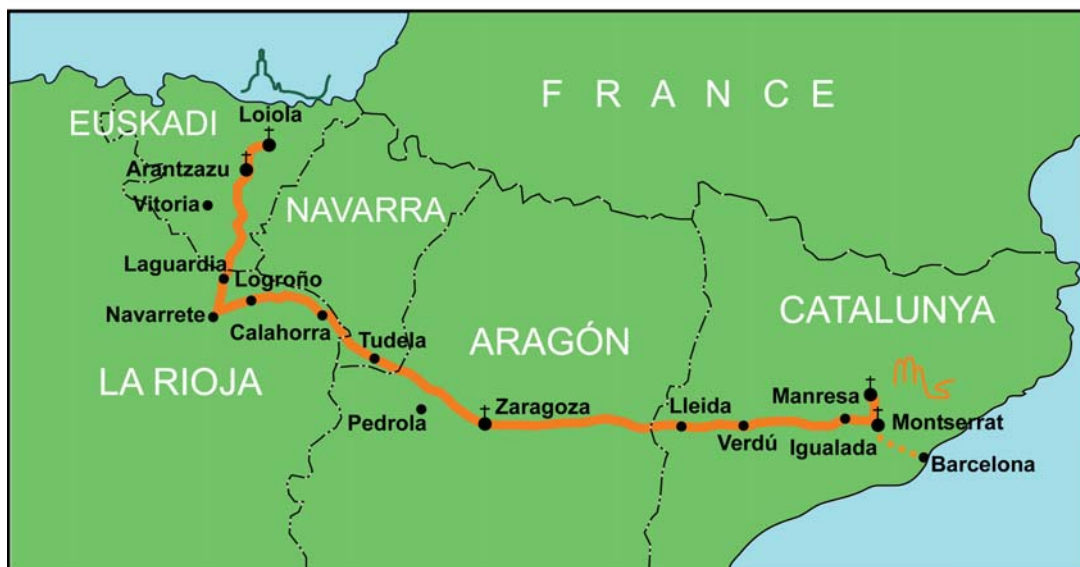 FRANCE
EUSKADI
Loiola
Arantzazu
Vitoria
NAVARRA
Laguardia
Logroño
Navarrete
Calahorra
CATALUNYA
Tudela
ARAGÓN
LA RIOJA
Pedrola
Zaragoza
Lleida
Manresa
Verdú
Igualada
Montserrat
Barcelona